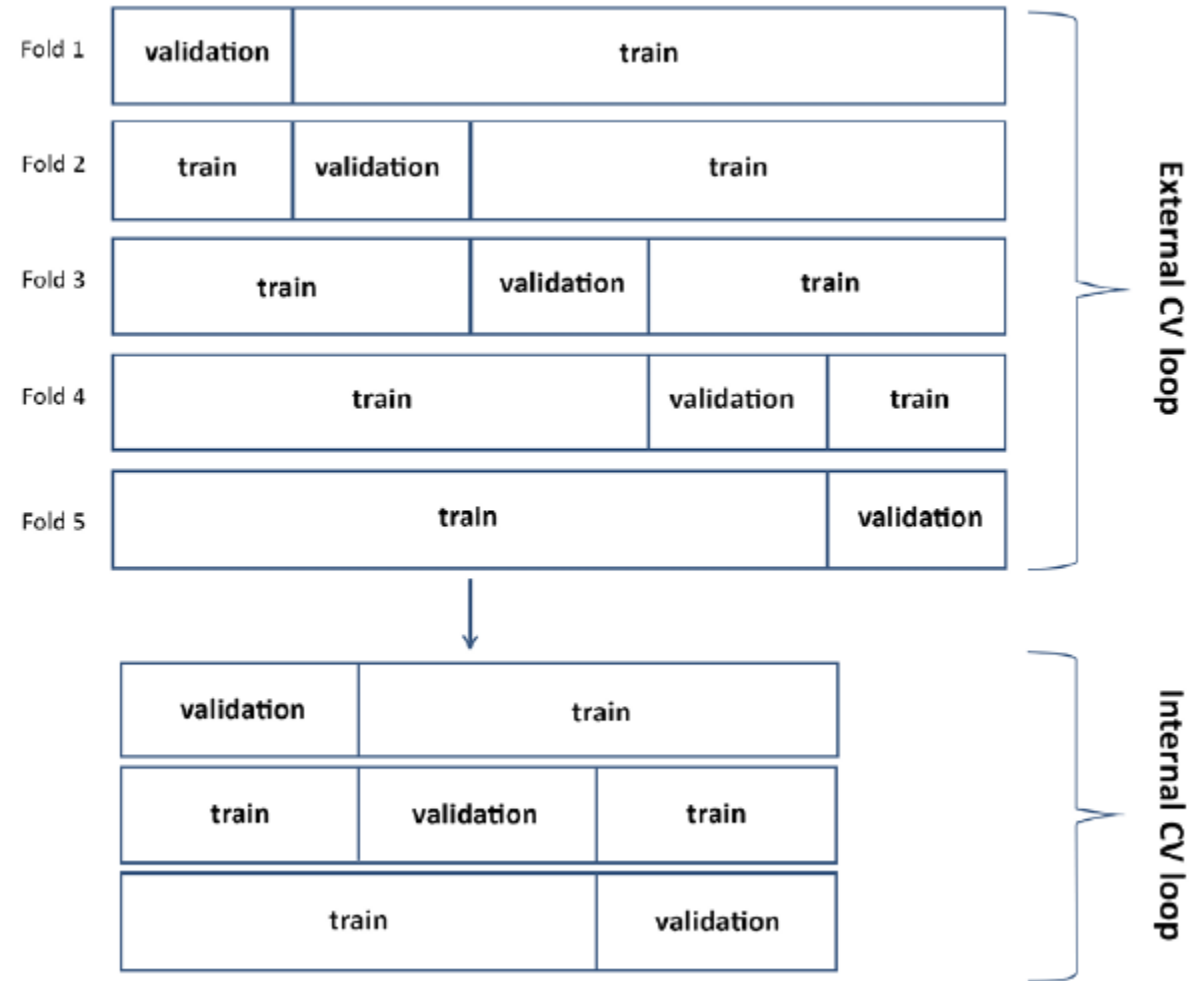 Fold 1
validation
train
Fold 2
train
validation
train
Fold 3
train
validation
train
Fold 4
train
validation
train
Fold 5
train
validation
External CV loop
validation
train
train
validation
train
train
validation
Internal CV loop